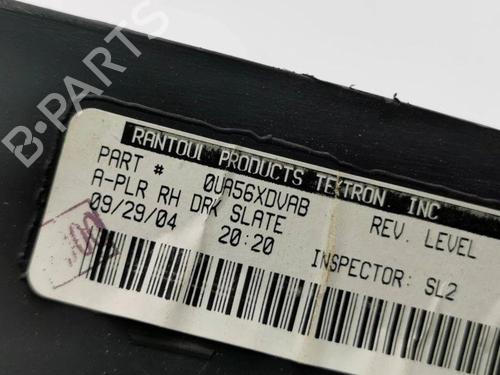 B-PARTS
RANTOUL PRODUCTS TEXTRON INC
PART # 0UA56XDVAB REV. LEVEL
A-PLR RH DRK SLATE
09/29/04 20:20 INSPECTOR: SL2